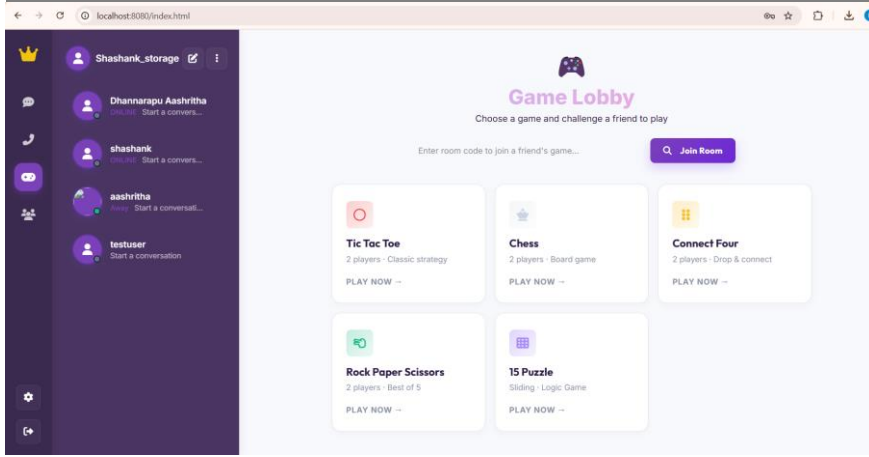 localhost:8080/index.html
Shashank_storage
Dhannarapu Aashritha
ONLINE Start a convers...
shashank
ONLINE Start a convers...
aashritha
Away Start a conversati...
testuser
Start a conversation
Game Lobby
Choose a game and challenge a friend to play
Enter room code to join a friend's game...
Join Room
Tic Tac Toe
2 players · Classic strategy
PLAY NOW →
Chess
2 players · Board game
PLAY NOW →
Connect Four
2 players · Drop & connect
PLAY NOW →
Rock Paper Scissors
2 players · Best of 5
PLAY NOW →
15 Puzzle
Sliding · Logic Game
PLAY NOW →